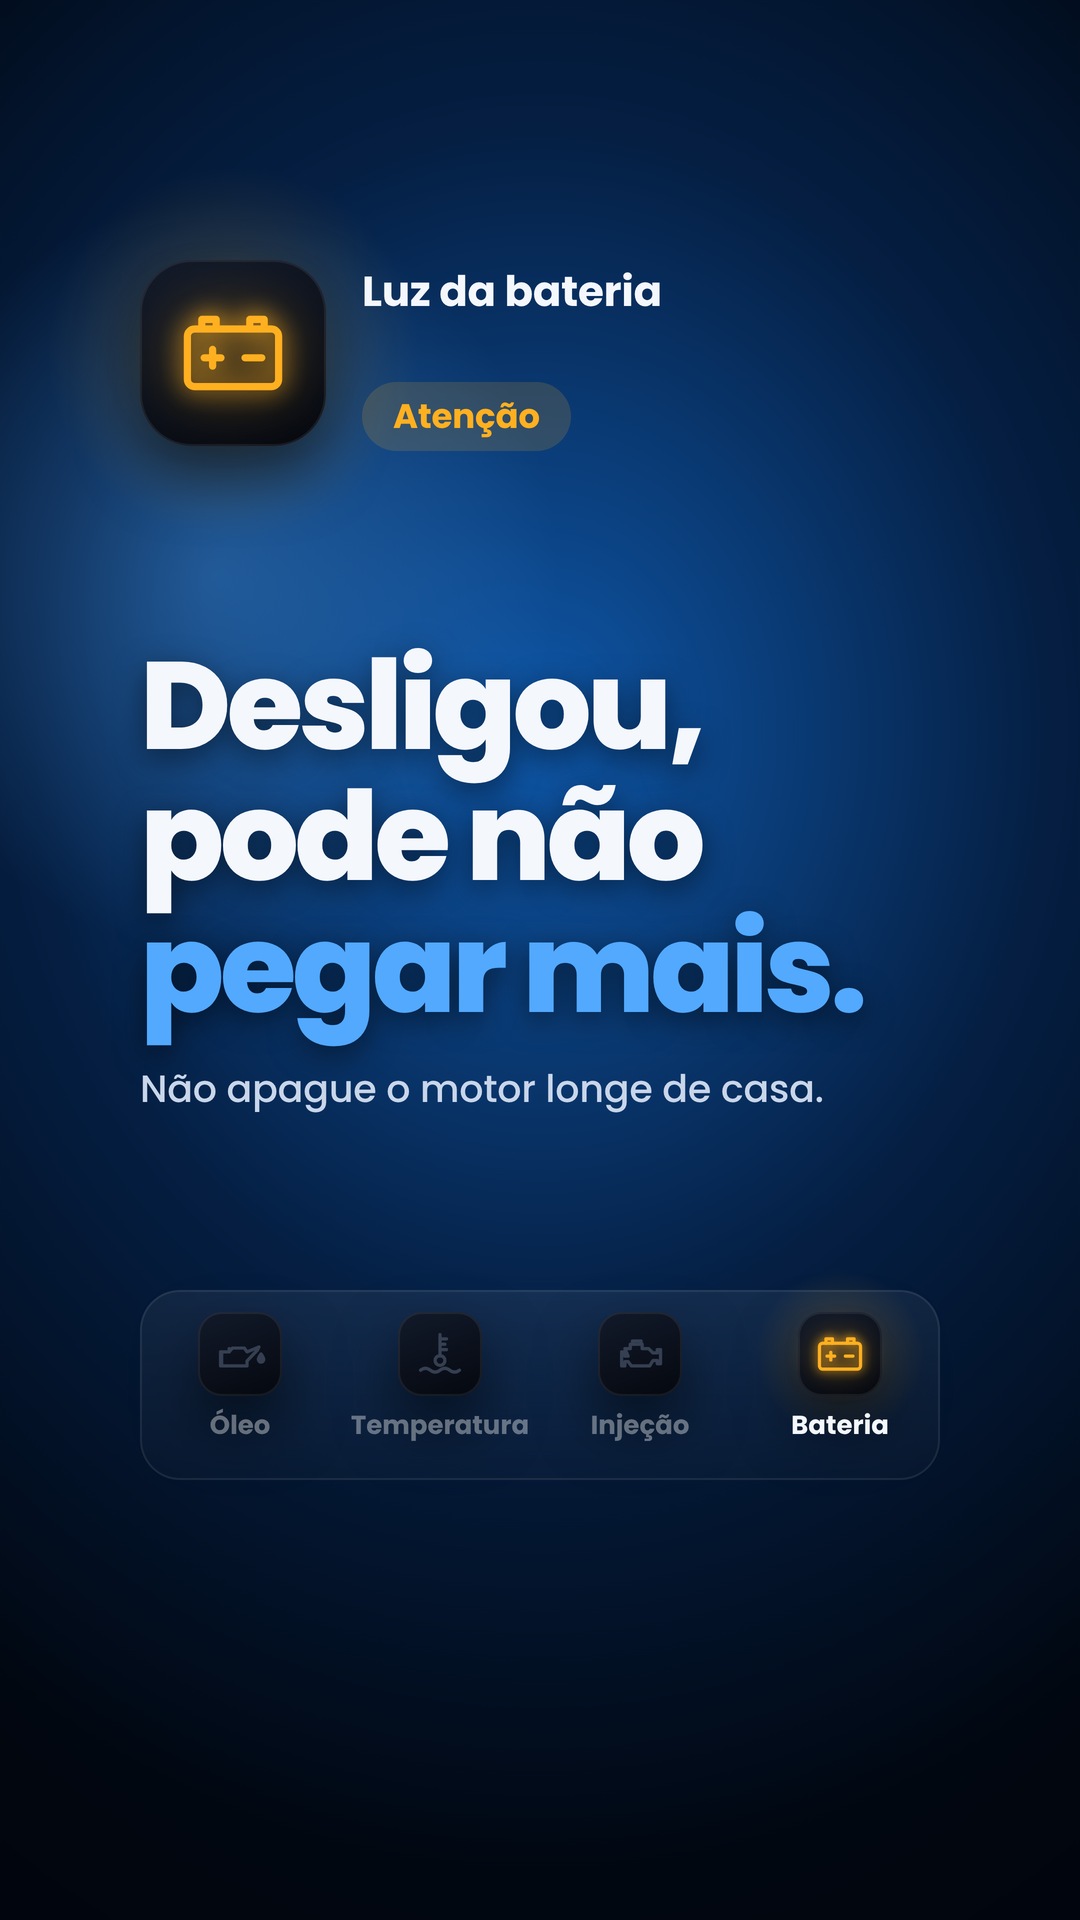 Luz da bateria
Atenção
Desligou,
pode não
pegar mais.
Não apague o motor longe de casa.
Óleo
Temperatura
Injeção
Bateria